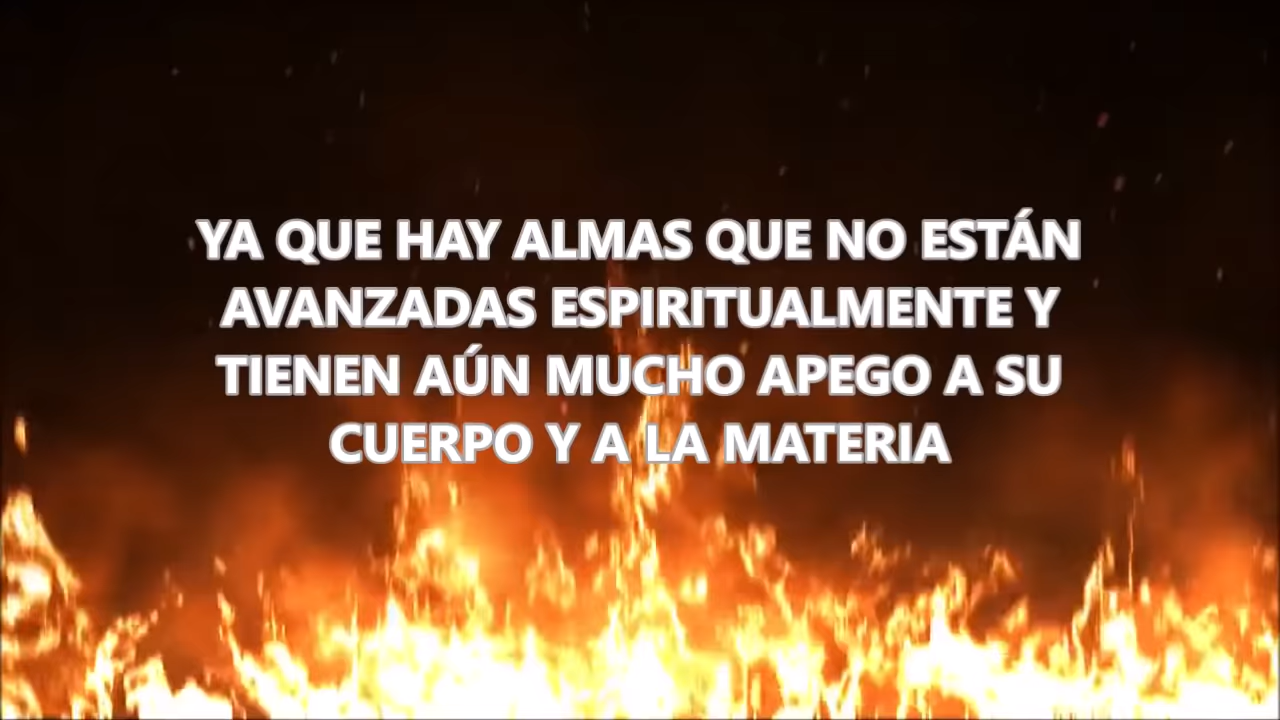 YA QUE HAY ALMAS QUE NO ESTÁN
AVANZADAS ESPIRITUALMENTE Y
TIENEN AÚN MUCHO APEGO A SU
CUERPO Y A LA MATERIA